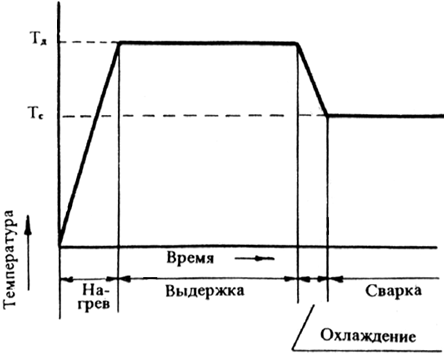 Тд
Тс
Температура
Время
На-
грев
Выдержка
Сварка
Охлаждение